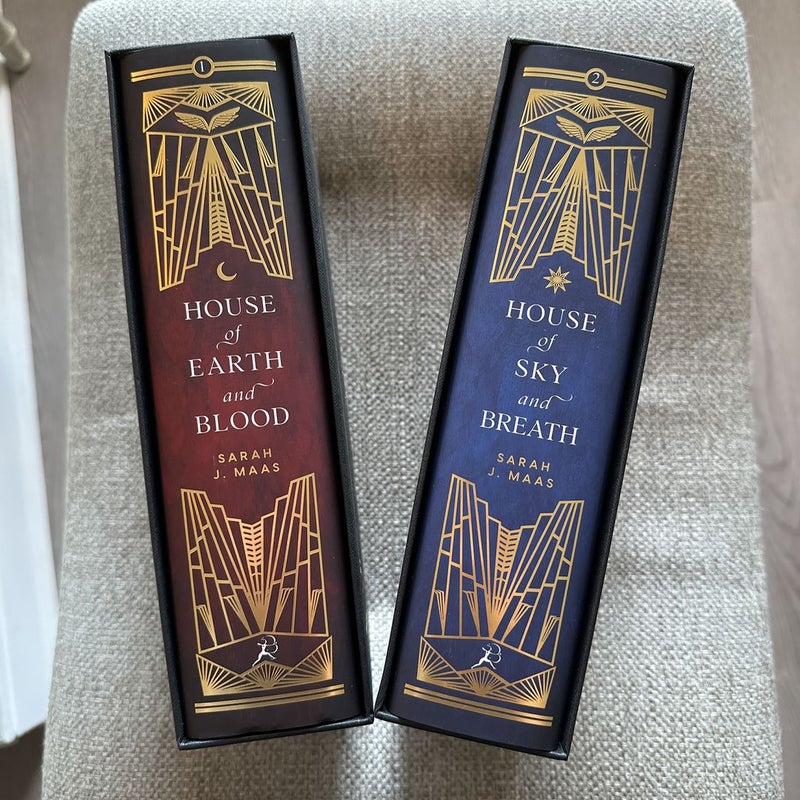 1
HOUSE
of
EARTH
and
BLOOD
SARAH
J. MAAS
2
HOUSE
of
SKY
and
BREATH
SARAH
J. MAAS